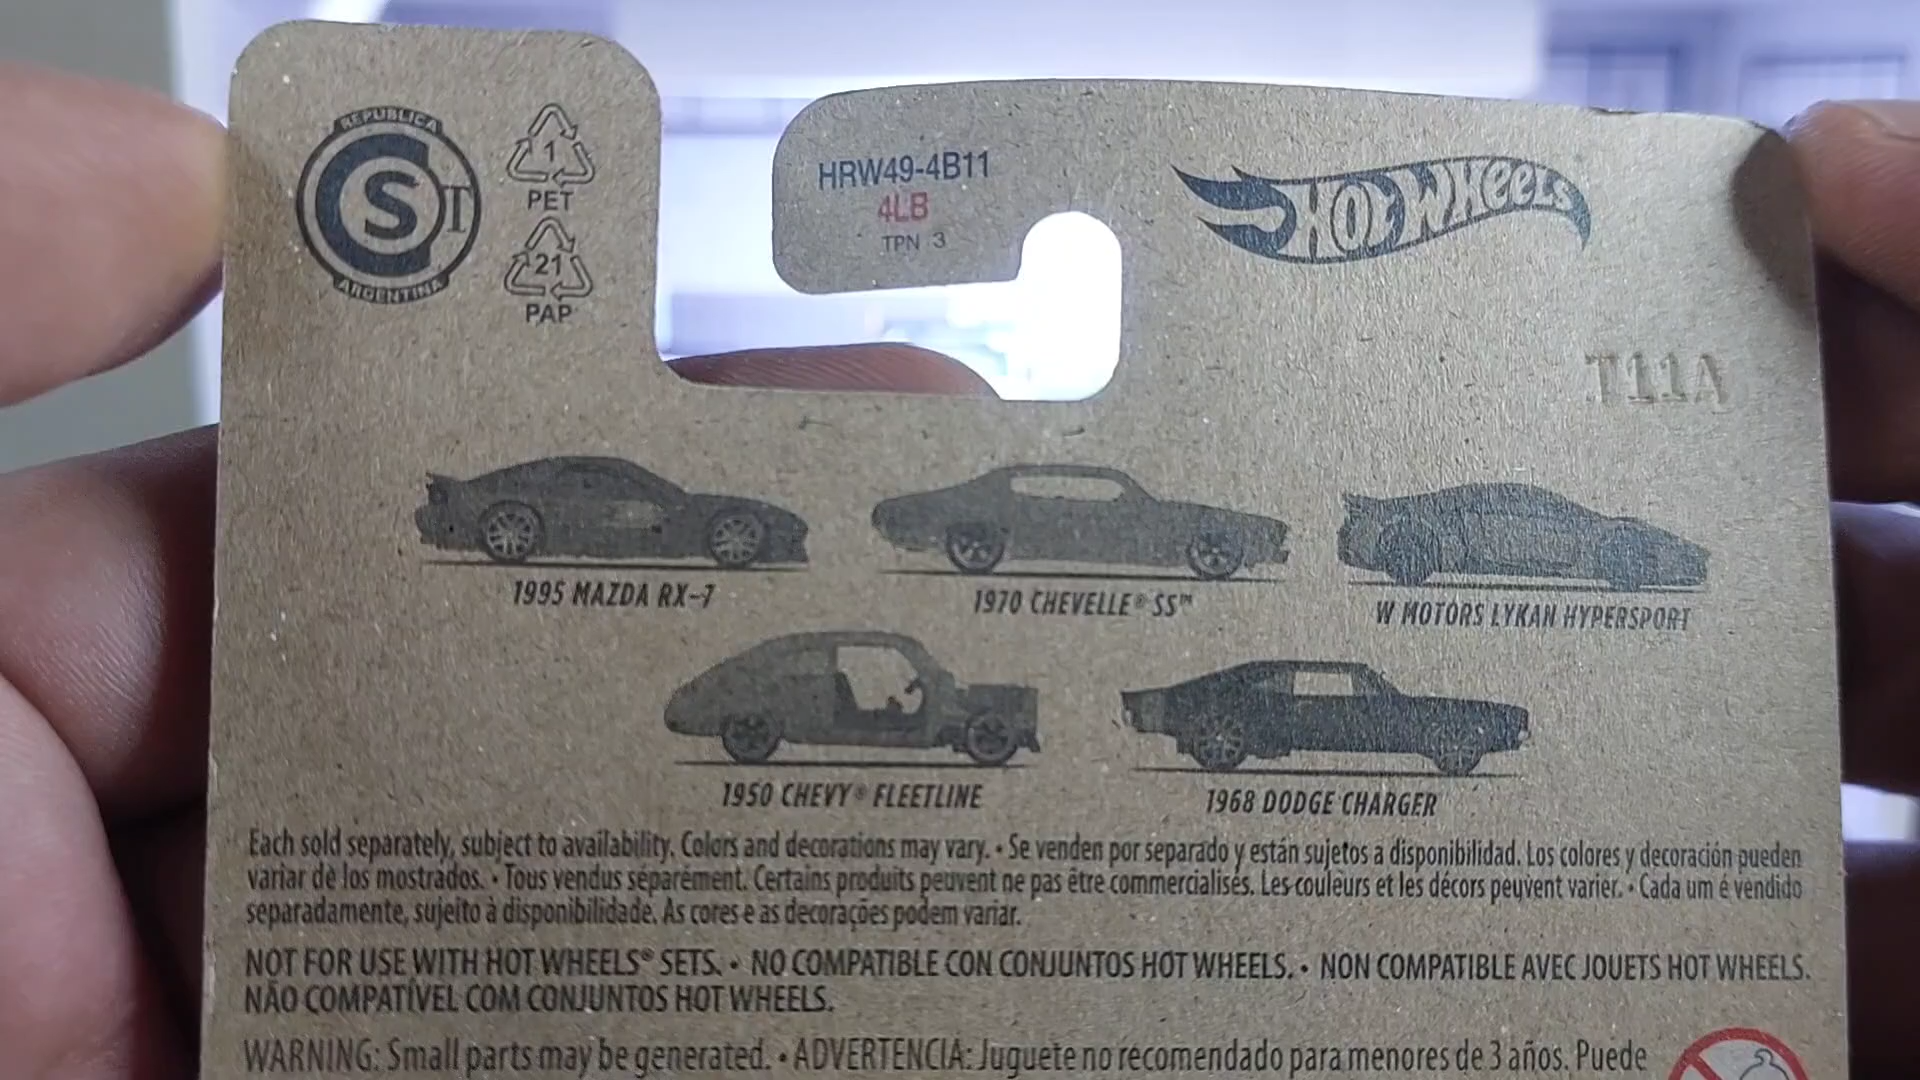 REPUBLICA
S
T
ARGENTINA
1
PET
21
PAP
HRW49-4B11
4LB
TPN 3
HOT WHEELS
T11A
1995 MAZDA RX-7
1970 CHEVELLE® SS™
W MOTORS LYKAN HYPERSPORT
1950 CHEVY® FLEETLINE
1968 DODGE CHARGER
Each sold separately, subject to availability. Colors and decorations may vary. • Se venden por separado y están sujetos a disponibilidad. Los colores y decoración pueden
variar de los mostrados. • Tous vendus séparément. Certains produits peuvent ne pas être commercialisés. Les couleurs et les décors peuvent varier. • Cada um é vendido
separadamente, sujeito à disponibilidade. As cores e as decorações podem variar.
NOT FOR USE WITH HOT WHEELS® SETS. • NO COMPATIBLE CON CONJUNTOS HOT WHEELS. • NON COMPATIBLE AVEC JOUETS HOT WHEELS.
NÃO COMPATÍVEL COM CONJUNTOS HOT WHEELS.
WARNING: Small parts may be generated. • ADVERTENCIA: Juguete no recomendado para menores de 3 años. Puede